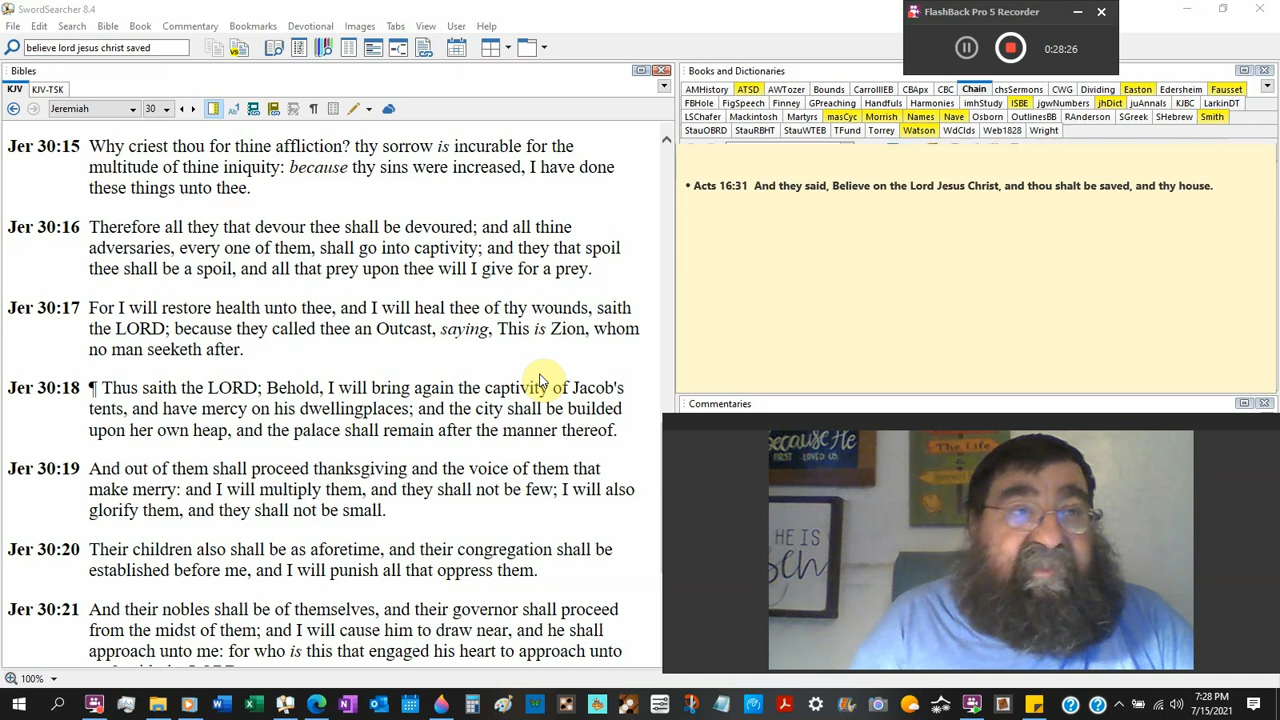 SwordSearcher 8.4
File Edit Search Bible Book Commentary Bookmarks Devotional Images Tabs View User Help
believe lord jesus christ saved
VS
FlashBack Pro 5 Recorder
0:28:26
Bibles
KJV KJV-TSK
Jeremiah 30
Jer 30:15 Why criest thou for thine affliction? thy sorrow is incurable for the
multitude of thine iniquity: because thy sins were increased, I have done
these things unto thee.
Jer 30:16 Therefore all they that devour thee shall be devoured; and all thine
adversaries, every one of them, shall go into captivity; and they that spoil
thee shall be a spoil, and all that prey upon thee will I give for a prey.
Jer 30:17 For I will restore health unto thee, and I will heal thee of thy wounds, saith
the LORD; because they called thee an Outcast, saying, This is Zion, whom
no man seeketh after.
Jer 30:18 ¶ Thus saith the LORD; Behold, I will bring again the captivity of Jacob's
tents, and have mercy on his dwellingplaces; and the city shall be builded
upon her own heap, and the palace shall remain after the manner thereof.
Jer 30:19 And out of them shall proceed thanksgiving and the voice of them that
make merry: and I will multiply them, and they shall not be few; I will also
glorify them, and they shall not be small.
Jer 30:20 Their children also shall be as aforetime, and their congregation shall be
established before me, and I will punish all that oppress them.
Jer 30:21 And their nobles shall be of themselves, and their governor shall proceed
from the midst of them; and I will cause him to draw near, and he shall
approach unto me: for who is this that engaged his heart to approach unto
100%
Books and Dictionaries
AMHistory ATSD AWTozer Bounds CarrollIEB CBApx CBC Chain chsSermons CWG Dividing Easton Edersheim Fausset
FBHole FigSpeech Finney GPreaching Handfuls Harmonies imhStudy ISBE jgwNumbers jhDict juAnnals KJBC LarkinDT
LSChafer Mackintosh Martyrs masCyc Morrish Names Nave Osborn OutlinesBB RAnderson SGreek SHebrew Smith
StauOBRD StauRBHT StauWTEB TFund Torrey Watson WdClds Web1828 Wright
• Acts 16:31 And they said, Believe on the Lord Jesus Christ, and thou shalt be saved, and thy house.
Commentaries
because He
FIRST LOVED US.
The Life
HE IS
7:28 PM
7/15/2021